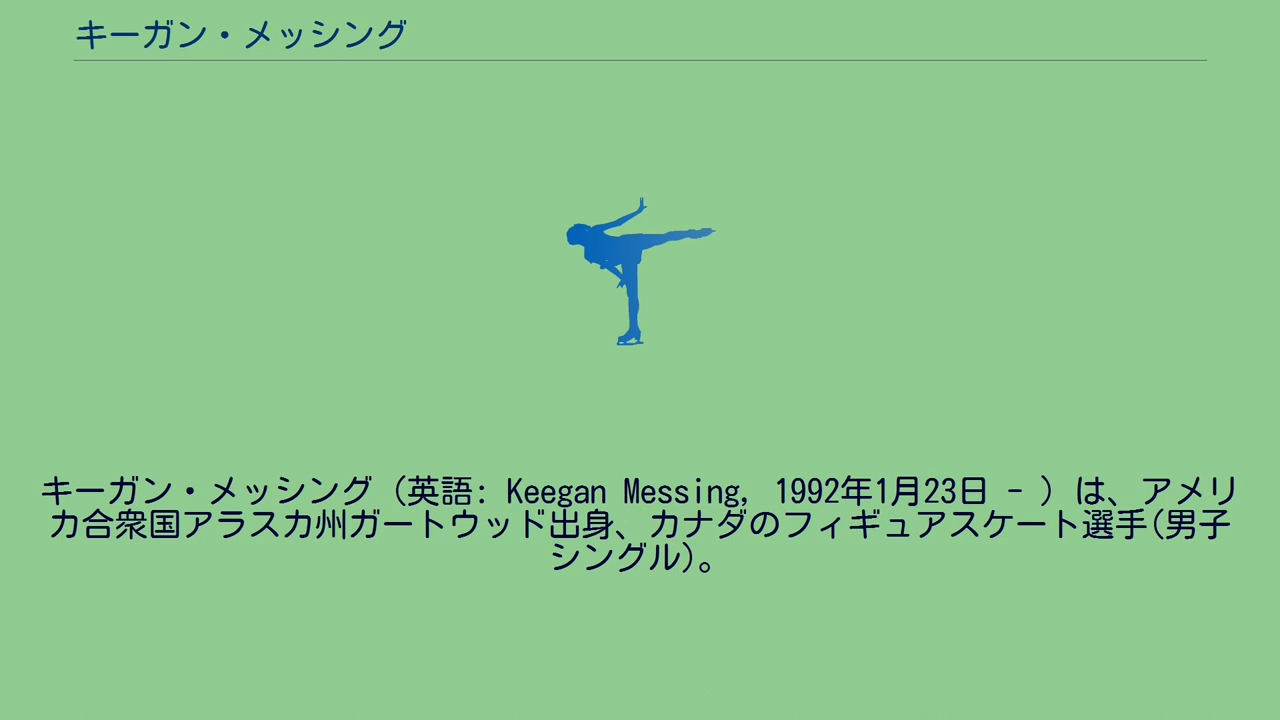 キーガン・メッシング
キーガン・メッシング（英語: Keegan Messing, 1992年1月23日 - ）は、アメリ
カ合衆国アラスカ州ガートウッド出身、カナダのフィギュアスケート選手(男子
シングル)。